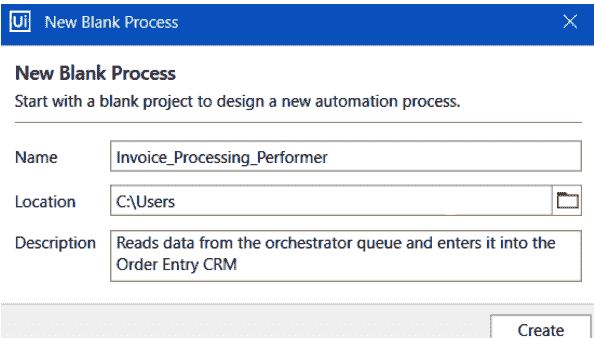 Ui New Blank Process
New Blank Process
Start with a blank project to design a new automation process.
Name Invoice_Processing_Performer
Location C:\Users
Description Reads data from the orchestrator queue and enters it into the
Order Entry CRM
Create